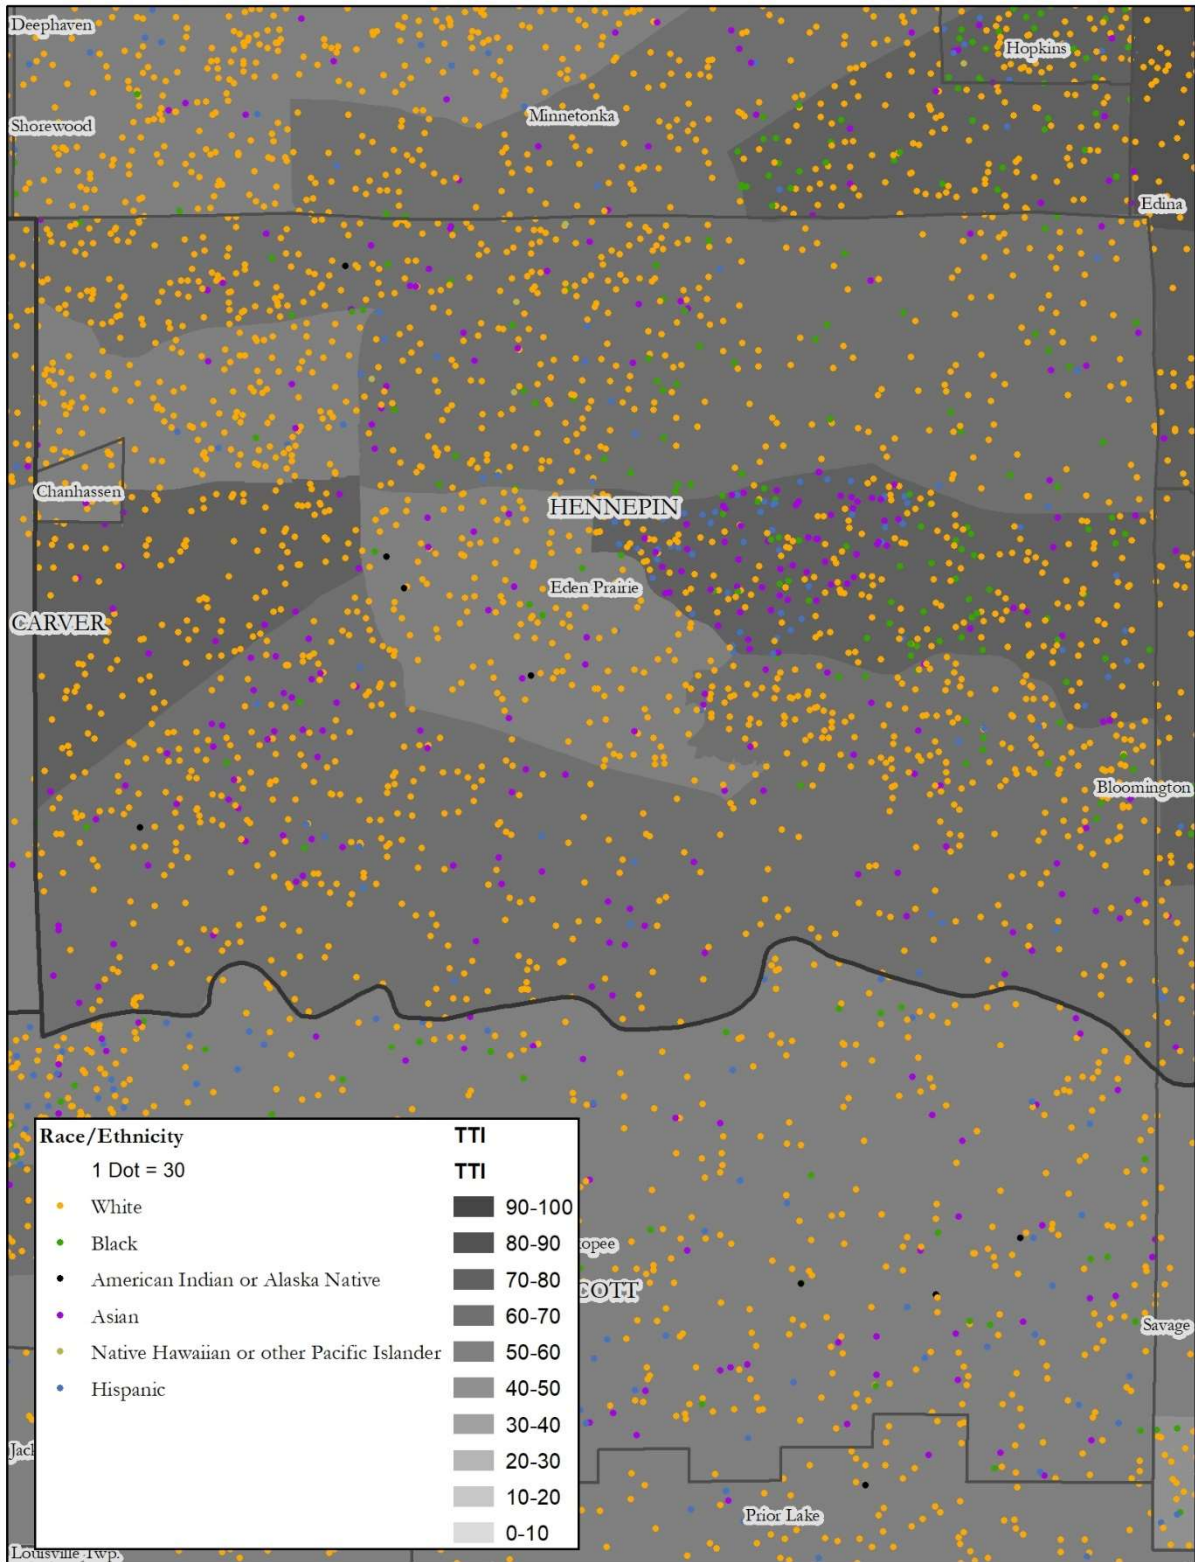 Deephaven
Hopkins
Minnetonka
Shorewood
Edina
Chanhassen
HENNEPIN
Eden Prairie
CARVER
Bloomington
Race/Ethnicity
1 Dot = 30
White
Black
American Indian or Alaska Native
Asian
Native Hawaiian or other Pacific Islander
Hispanic
TTI
TTI
90-100
80-90
70-80
60-70
50-60
40-50
30-40
20-30
10-20
0-10
kopee
COTT
Savage
Jack
Prior Lake
Louisville Twp.